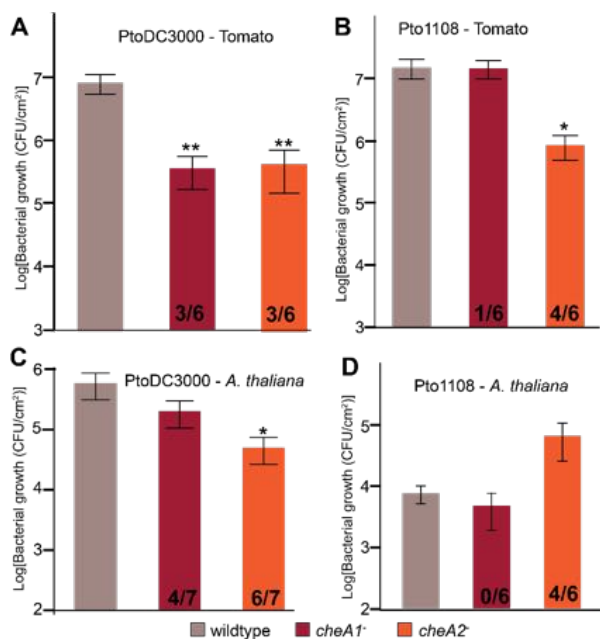 A
PtoDC3000 - Tomato
Log[Bacterial growth (CFU/cm²)]
7
6
5
4
3
**
**
3/6
3/6
B
Pto1108 - Tomato
Log[Bacterial growth (CFU/cm²)]
7
6
5
4
3
*
1/6
4/6
C
PtoDC3000 - A. thaliana
Log[Bacterial growth (CFU/cm²)]
6
5
4
3
2
*
4/7
6/7
D
Pto1108 - A. thaliana
Log[Bacterial growth (CFU/cm²)]
5
4
3
2
0/6
4/6
wildtype cheA1- cheA2-